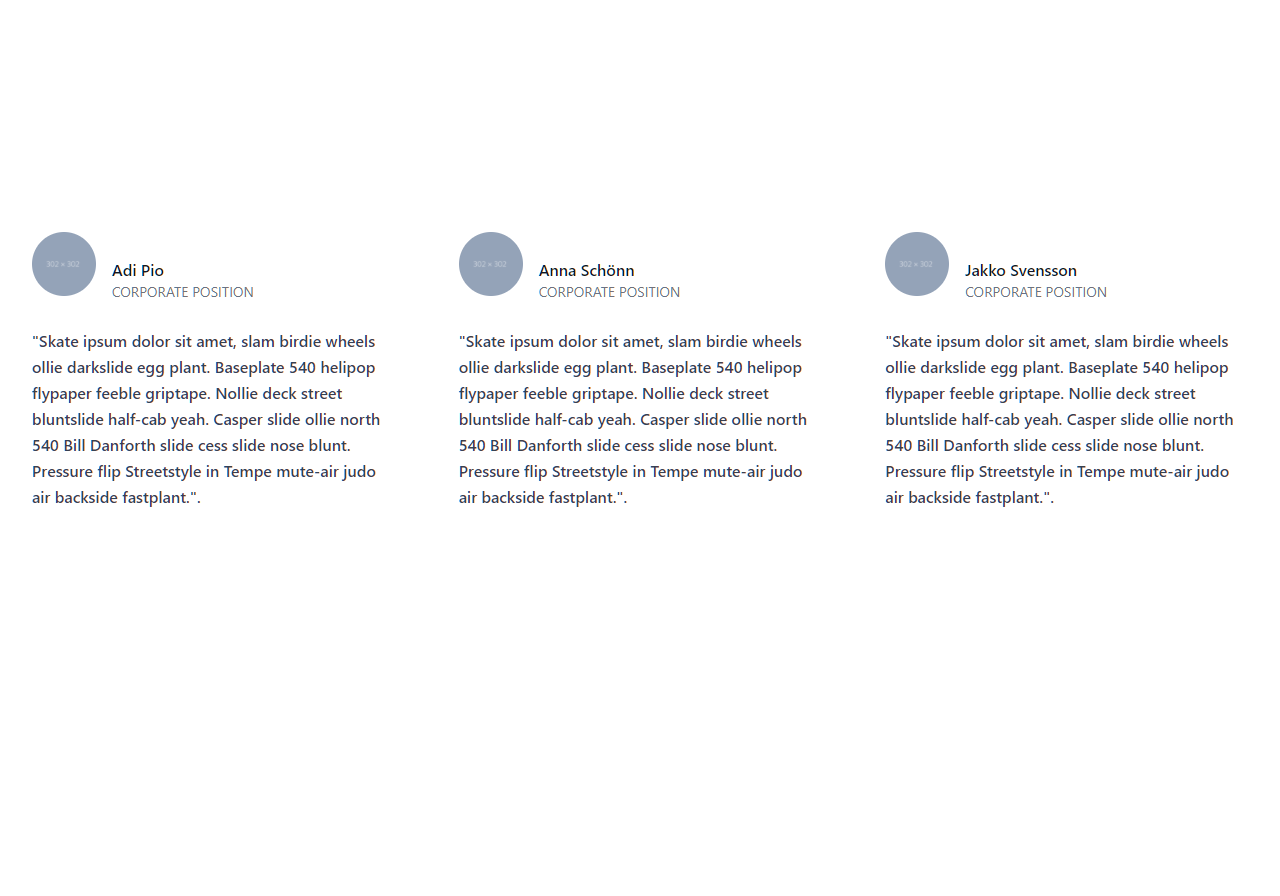 302 × 302
Adi Pio
CORPORATE POSITION
"Skate ipsum dolor sit amet, slam birdie wheels
ollie darkslide egg plant. Baseplate 540 helipop
flypaper feeble griptape. Nollie deck street
bluntslide half-cab yeah. Casper slide ollie north
540 Bill Danforth slide cess slide nose blunt.
Pressure flip Streetstyle in Tempe mute-air judo
air backside fastplant.".
302 × 302
Anna Schönn
CORPORATE POSITION
"Skate ipsum dolor sit amet, slam birdie wheels
ollie darkslide egg plant. Baseplate 540 helipop
flypaper feeble griptape. Nollie deck street
bluntslide half-cab yeah. Casper slide ollie north
540 Bill Danforth slide cess slide nose blunt.
Pressure flip Streetstyle in Tempe mute-air judo
air backside fastplant.".
302 × 302
Jakko Svensson
CORPORATE POSITION
"Skate ipsum dolor sit amet, slam birdie wheels
ollie darkslide egg plant. Baseplate 540 helipop
flypaper feeble griptape. Nollie deck street
bluntslide half-cab yeah. Casper slide ollie north
540 Bill Danforth slide cess slide nose blunt.
Pressure flip Streetstyle in Tempe mute-air judo
air backside fastplant.".